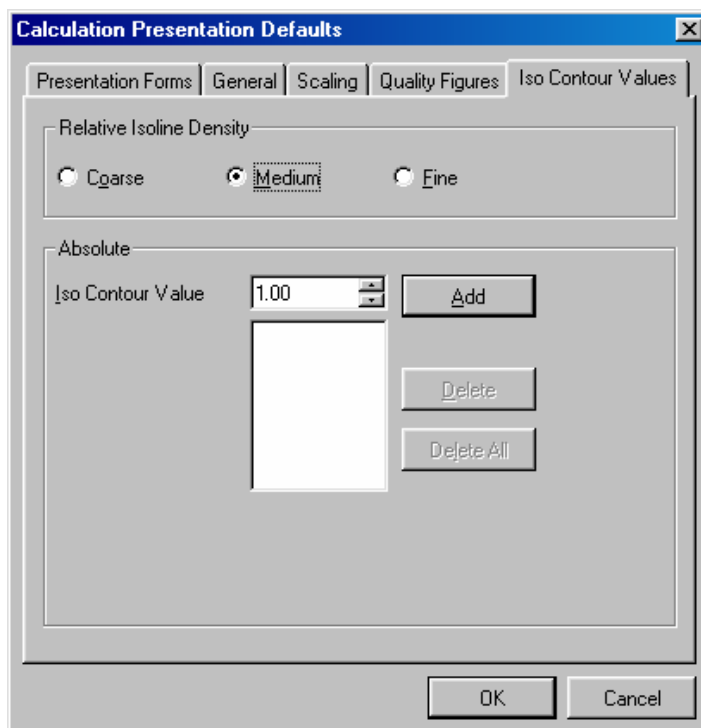 Calculation Presentation Defaults
Presentation Forms General Scaling Quality Figures Iso Contour Values
Relative Isoline Density
Coarse Medium Fine
Absolute
Iso Contour Value 1.00 Add
Delete
Delete All
OK Cancel